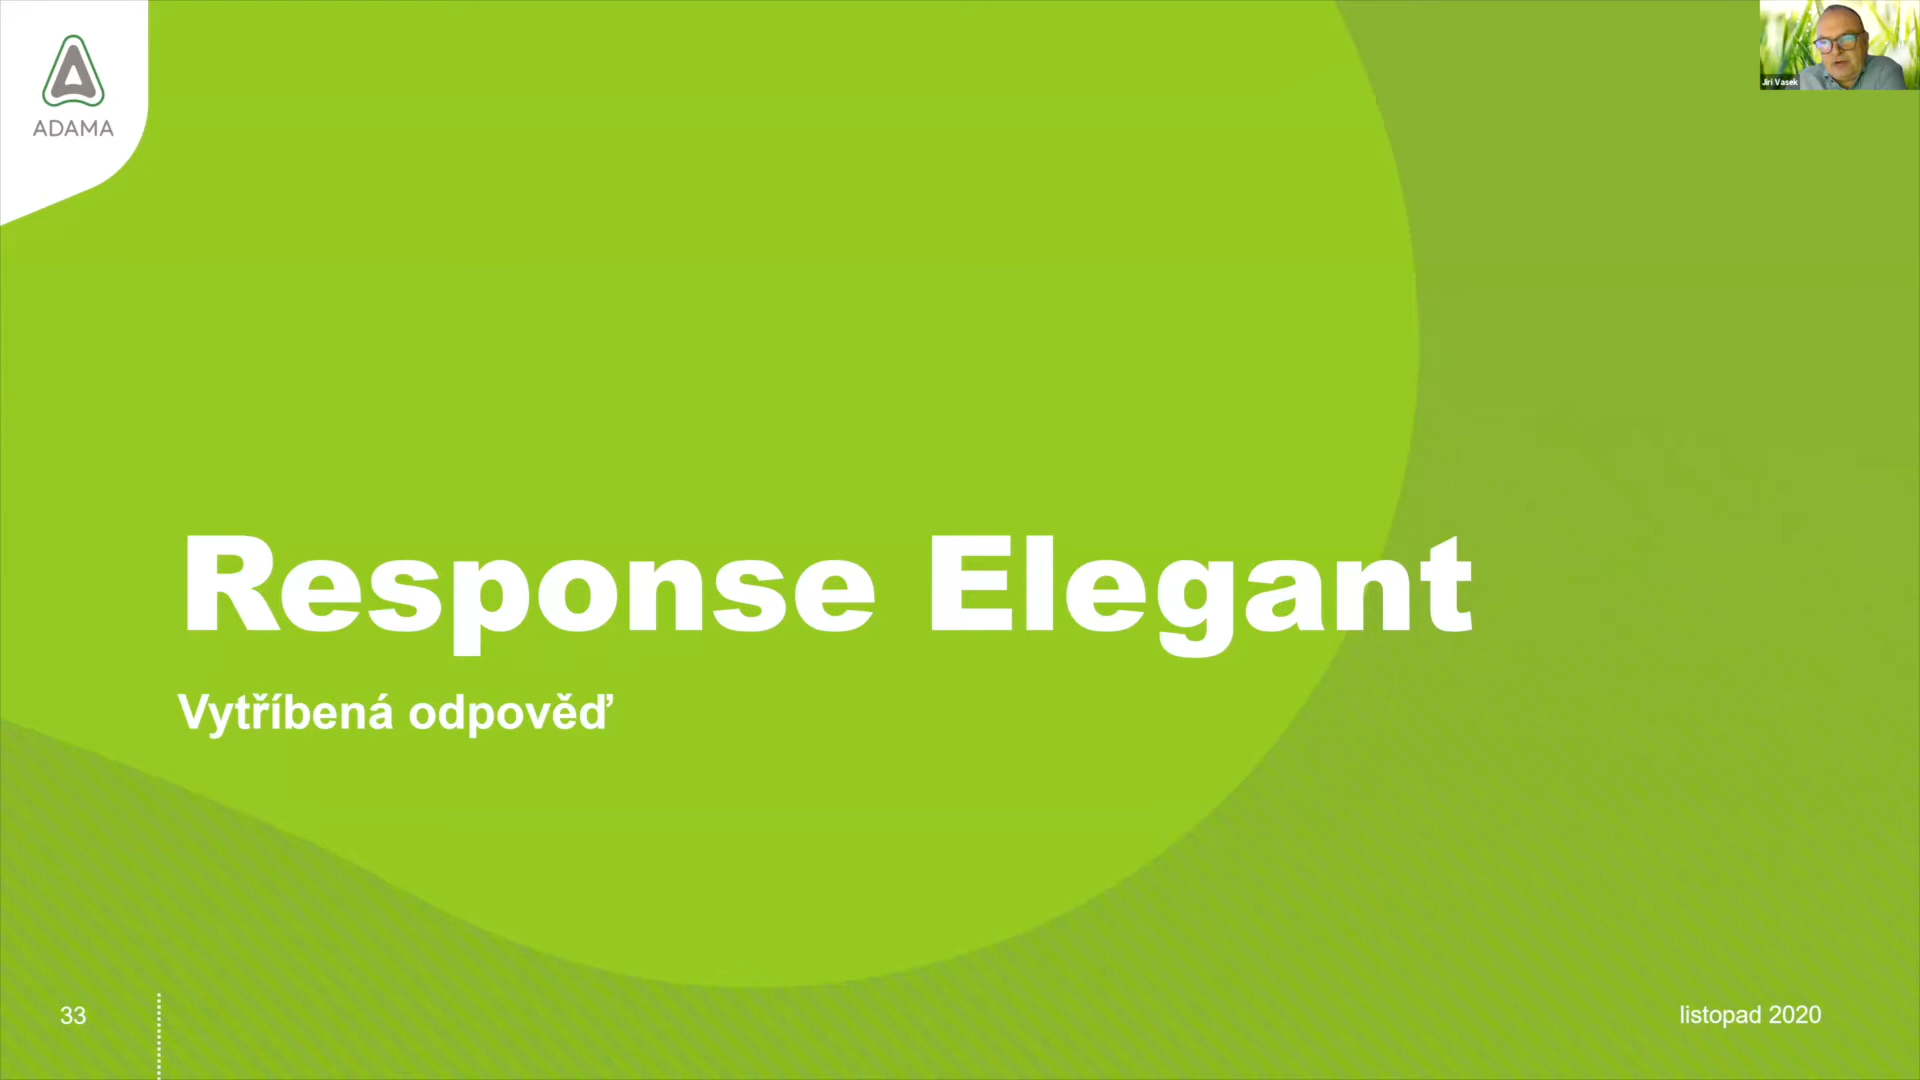 ADAMA
Jiri Vasek
Response Elegant
Vytříbená odpověď
33
listopad 2020